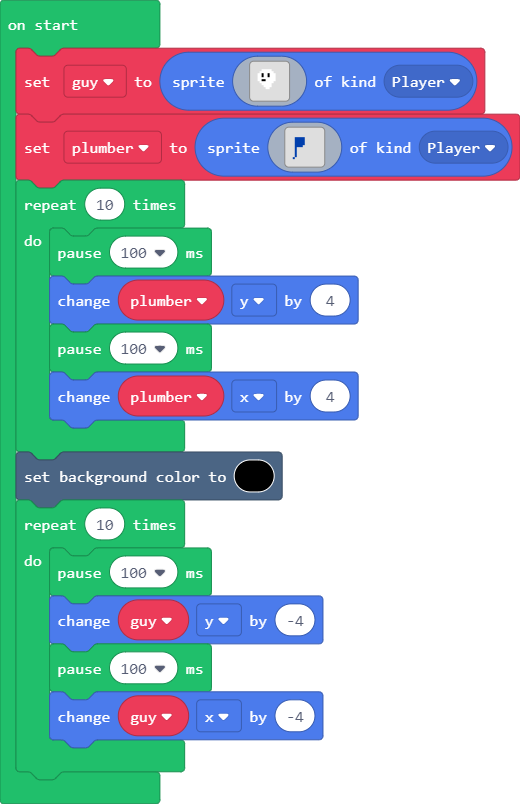 on start
set guy to sprite of kind Player
set plumber to sprite of kind Player
repeat 10 times
do
pause 100 ms
change plumber y by 4
pause 100 ms
change plumber x by 4
set background color to
repeat 10 times
do
pause 100 ms
change guy y by -4
pause 100 ms
change guy x by -4